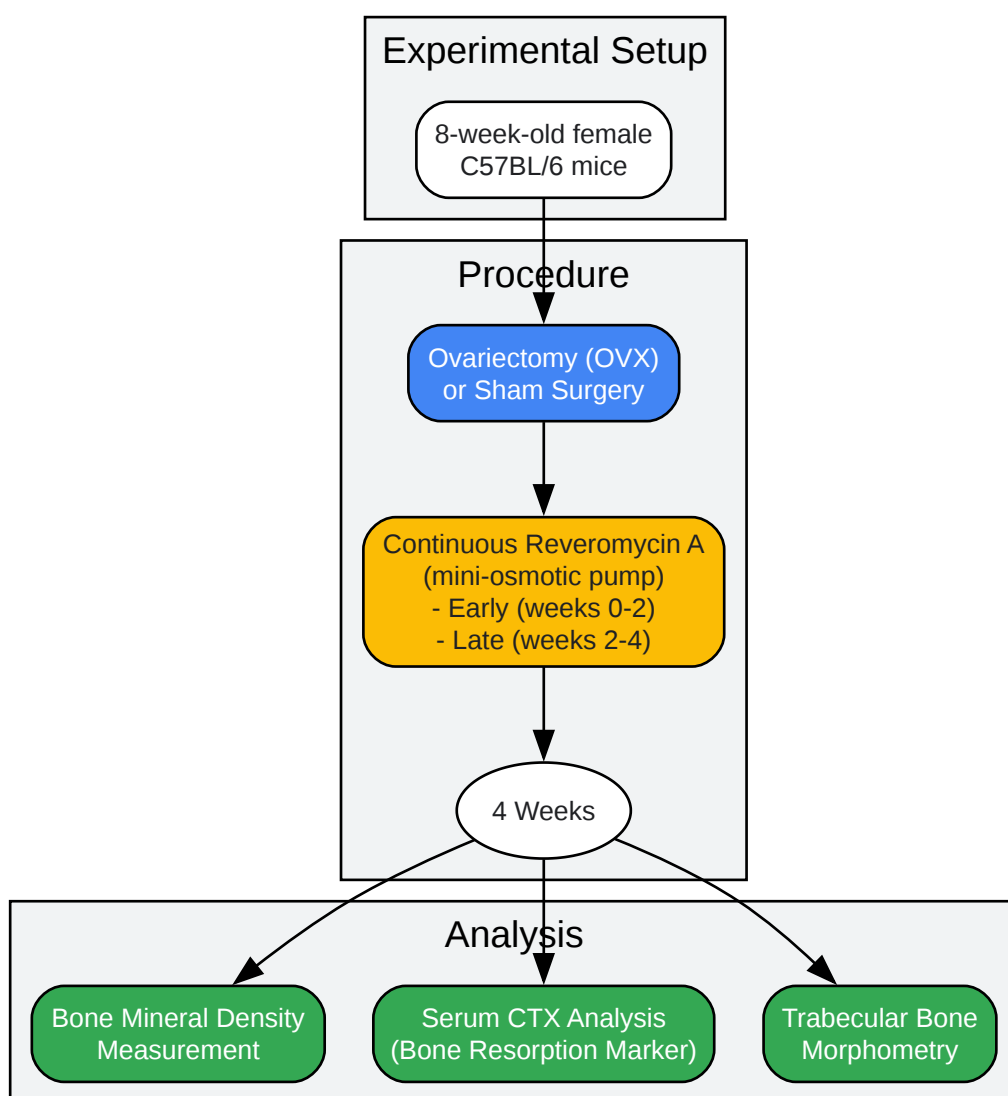 Experimental Setup
8-week-old female
C57BL/6 mice
Procedure
Ovariectomy (OVX)
or Sham Surgery
Continuous Reveromycin A
(mini-osmotic pump)
- Early (weeks 0-2)
- Late (weeks 2-4)
4 Weeks
Analysis
Bone Mineral Density
Measurement
Serum CTX Analysis
(Bone Resorption Marker)
Trabecular Bone
Morphometry